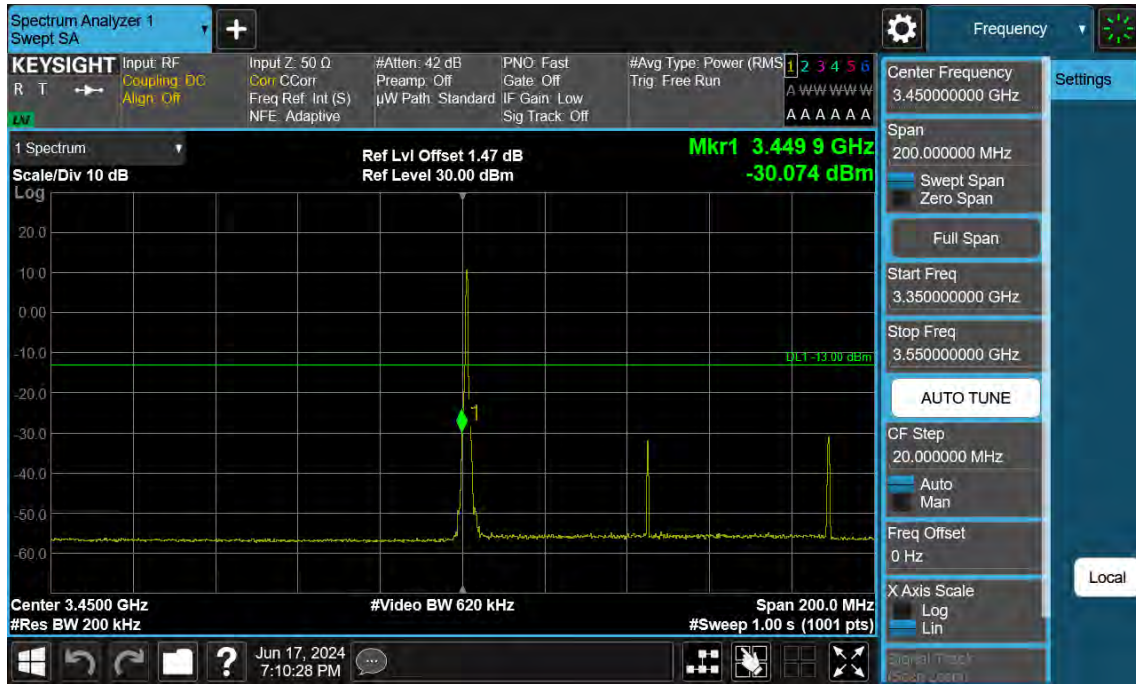 Spectrum Analyzer 1
Swept SA
+
Frequency
KEYSIGHT
R T
LXI
Input: RF
Coupling: DC
Align: Off
Input Z: 50 Ω
Corr CCorr
Freq Ref: Int (S)
NFE: Adaptive
#Atten: 42 dB
Preamp: Off
µW Path: Standard
PNO: Fast
Gate: Off
IF Gain: Low
Sig Track: Off
#Avg Type: Power (RMS
Trig: Free Run
1 2 3 4 5 6
A W W W W W
A A A A A A
1 Spectrum
Scale/Div 10 dB
Log
Ref Lvl Offset 1.47 dB
Ref Level 30.00 dBm
Mkr1 3.449 9 GHz
-30.074 dBm
20.0
10.0
0.00
-10.0
-20.0
-30.0
-40.0
-50.0
-60.0
DL1 -13.00 dBm
1
Center 3.4500 GHz
#Res BW 200 kHz
#Video BW 620 kHz
Span 200.0 MHz
#Sweep 1.00 s (1001 pts)
Center Frequency
3.450000000 GHz
Settings
Span
200.000000 MHz
Swept Span
Zero Span
Full Span
Start Freq
3.350000000 GHz
Stop Freq
3.550000000 GHz
AUTO TUNE
CF Step
20.000000 MHz
Auto
Man
Freq Offset
0 Hz
X Axis Scale
Log
Lin
Signal Track
(Span Zoom)
Local
?
Jun 17, 2024
7:10:28 PM